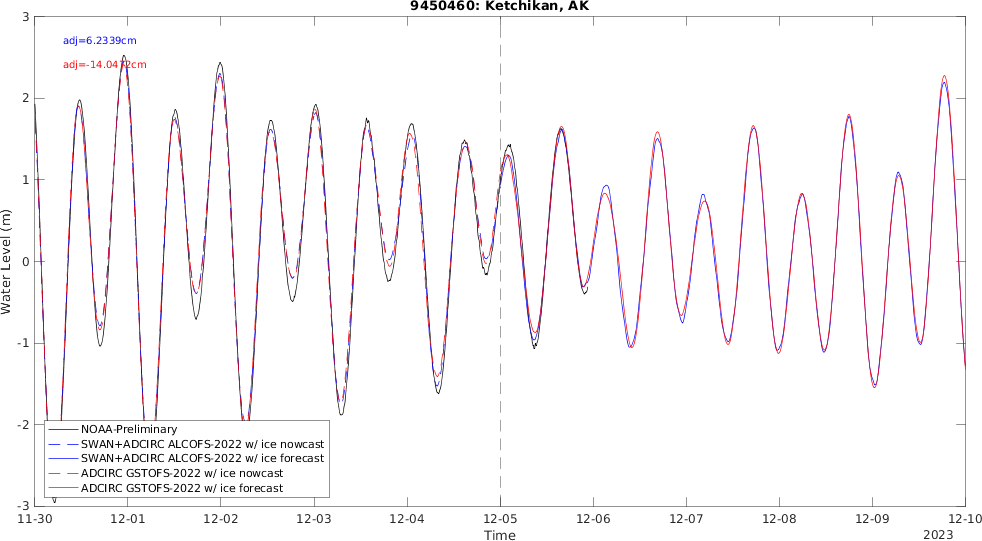 9450460: Ketchikan, AK
adj=6.2339cm
adj=-14.0472cm
3
2
1
0
-1
-2
-3
Water Level (m)
NOAA-Preliminary
SWAN+ADCIRC ALCOFS-2022 w/ ice nowcast
SWAN+ADCIRC ALCOFS-2022 w/ ice forecast
ADCIRC GSTOFS-2022 w/ ice nowcast
ADCIRC GSTOFS-2022 w/ ice forecast
11-30 12-01 12-02 12-03 12-04 12-05 12-06 12-07 12-08 12-09 12-10
Time
2023